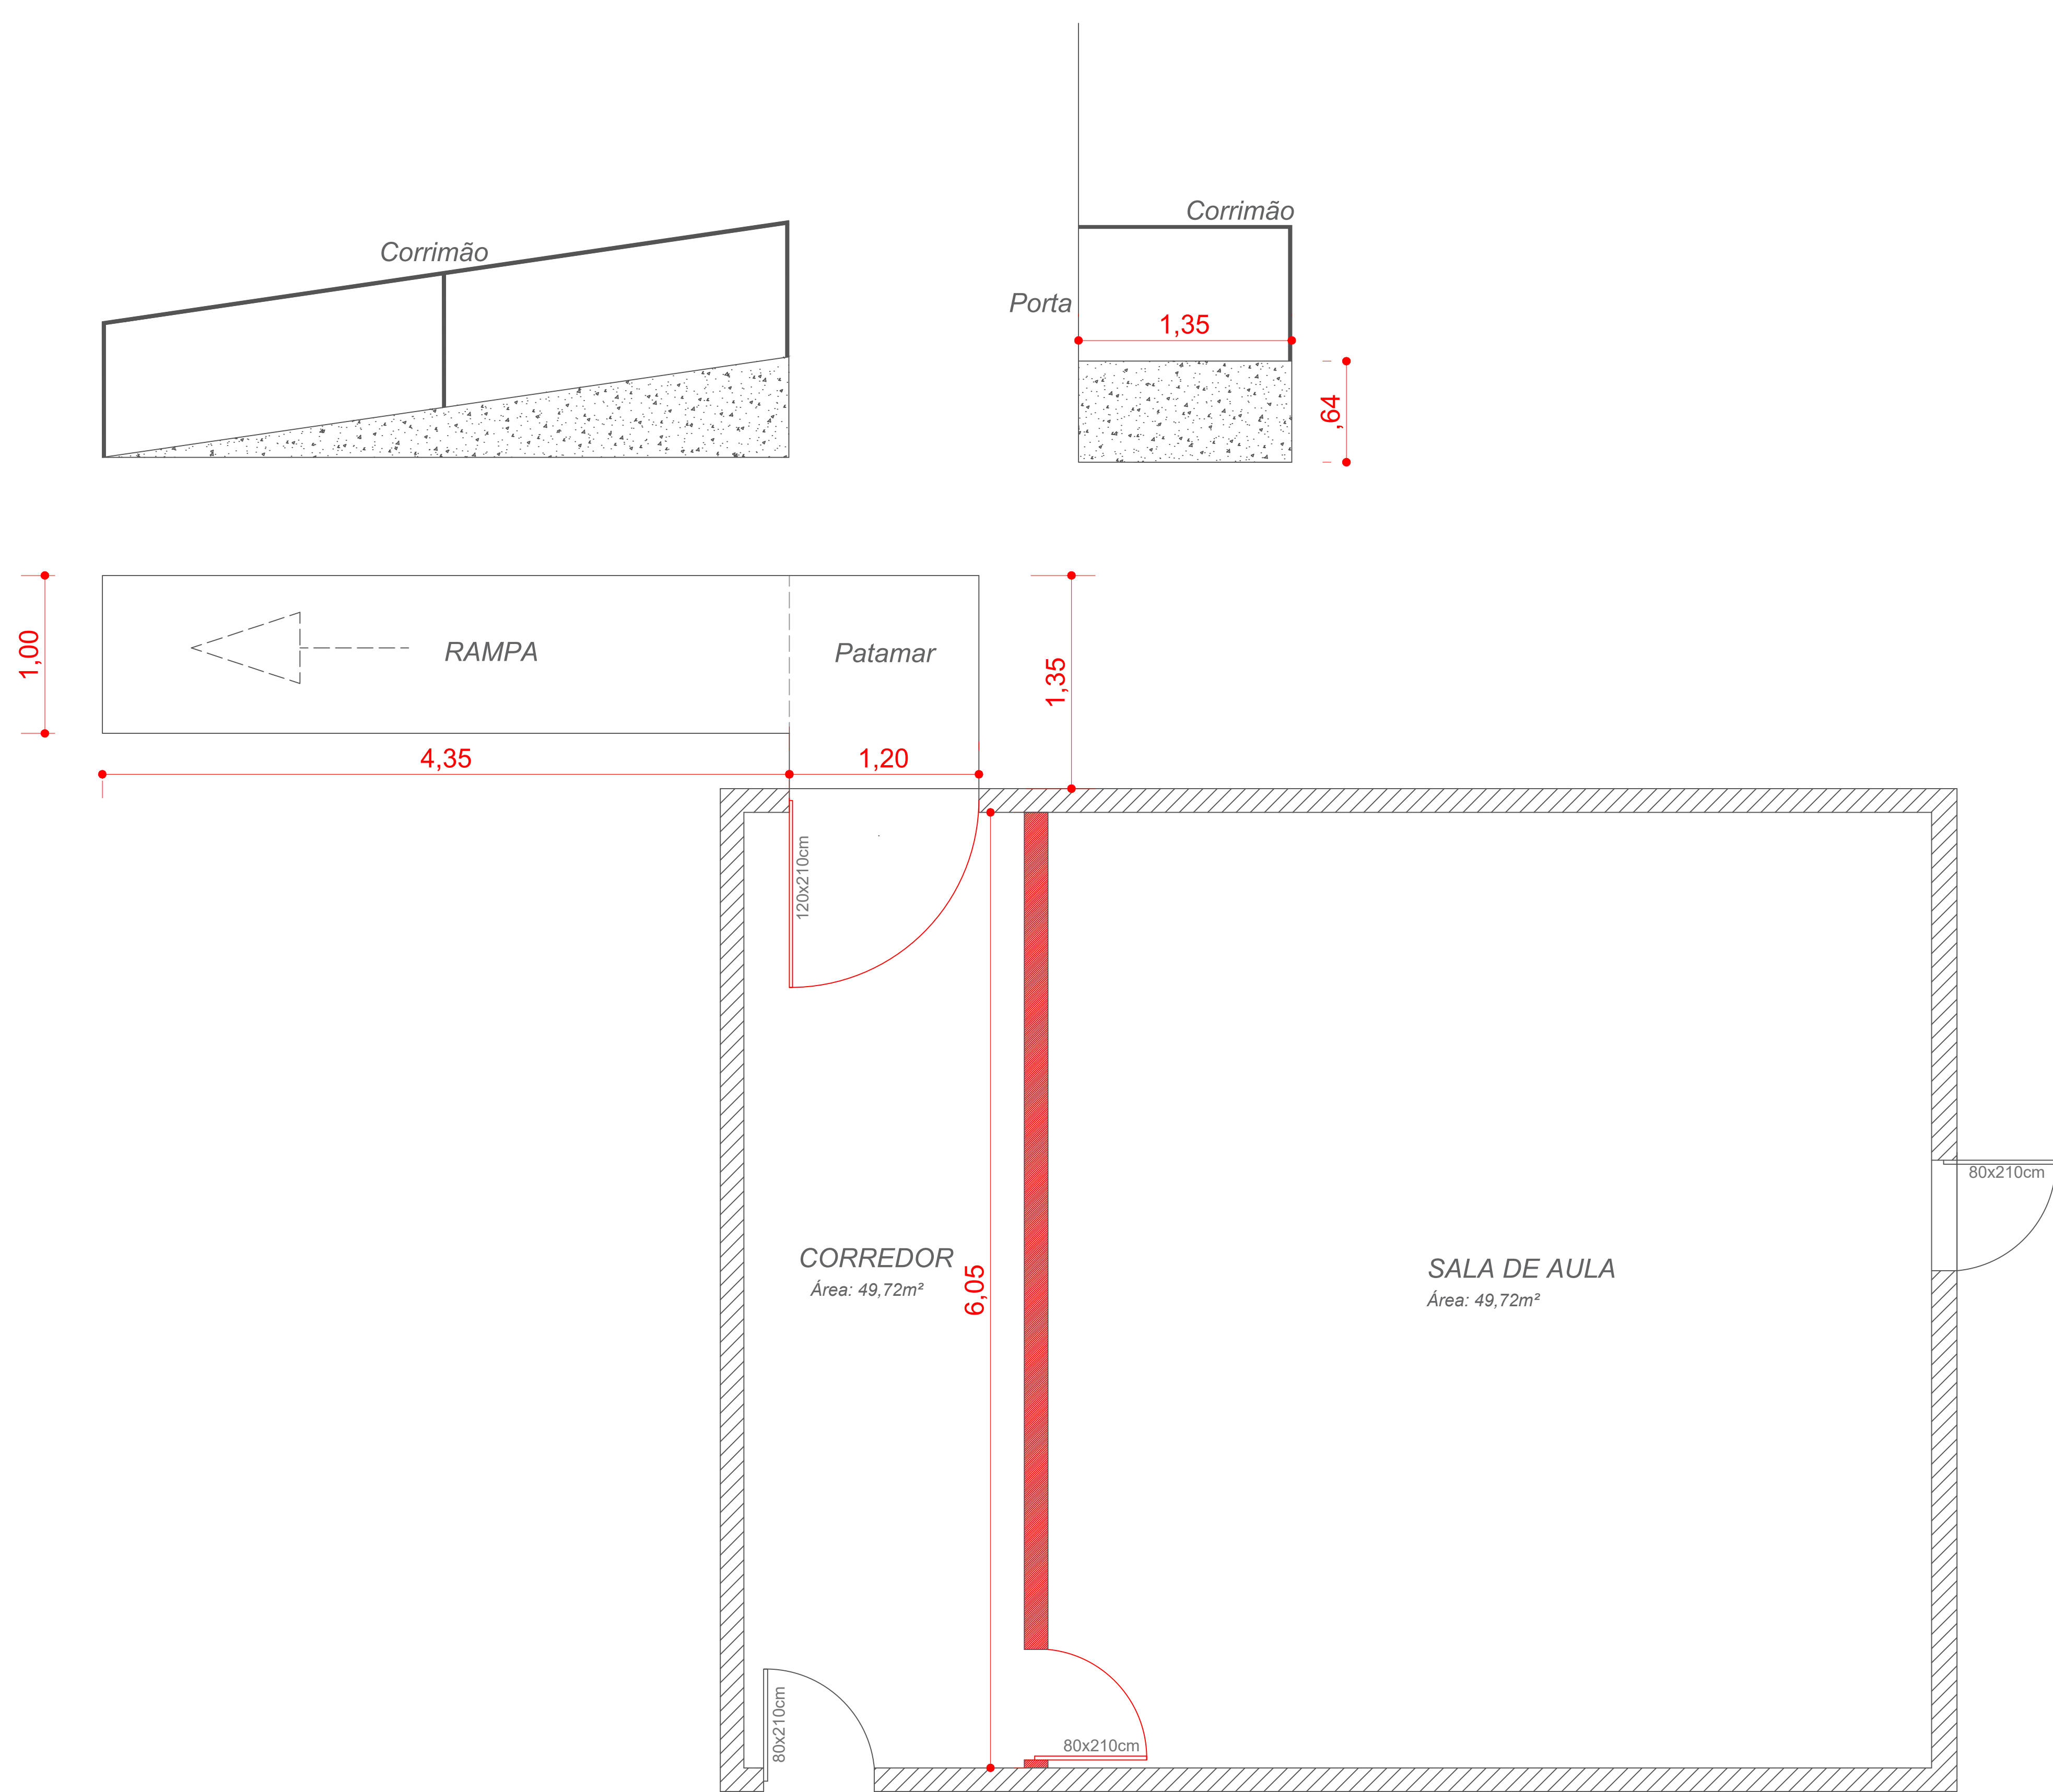 Corrimão
Corrimão
Porta
1,35
,64
1,00
RAMPA
Patamar
1,35
4,35
1,20
120x210cm
80x210cm
CORREDOR
Área: 49,72m²
6,05
SALA DE AULA
Área: 49,72m²
80x210cm
80x210cm